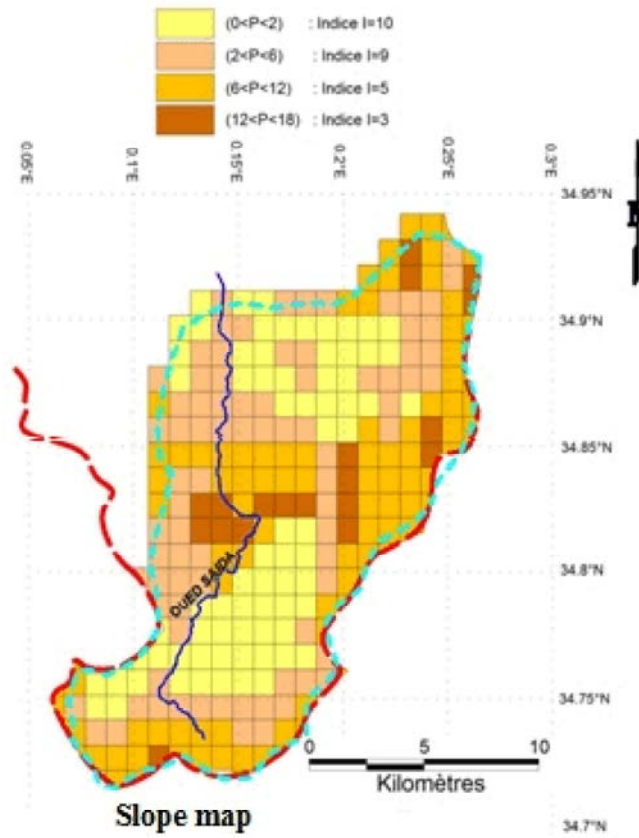 (0<P<2) : Indice I=10
(2<P<6) : Indice I=9
(6<P<12) : Indice I=5
(12<P<18) : Indice I=3
0.05°E 0.1°E 0.15°E 0.2°E 0.25°E 0.3°E
34.95°N
34.9°N
34.85°N
34.8°N
OUED SAIDA
34.75°N
0 5 10
Kilomètres
Slope map
34.7°N